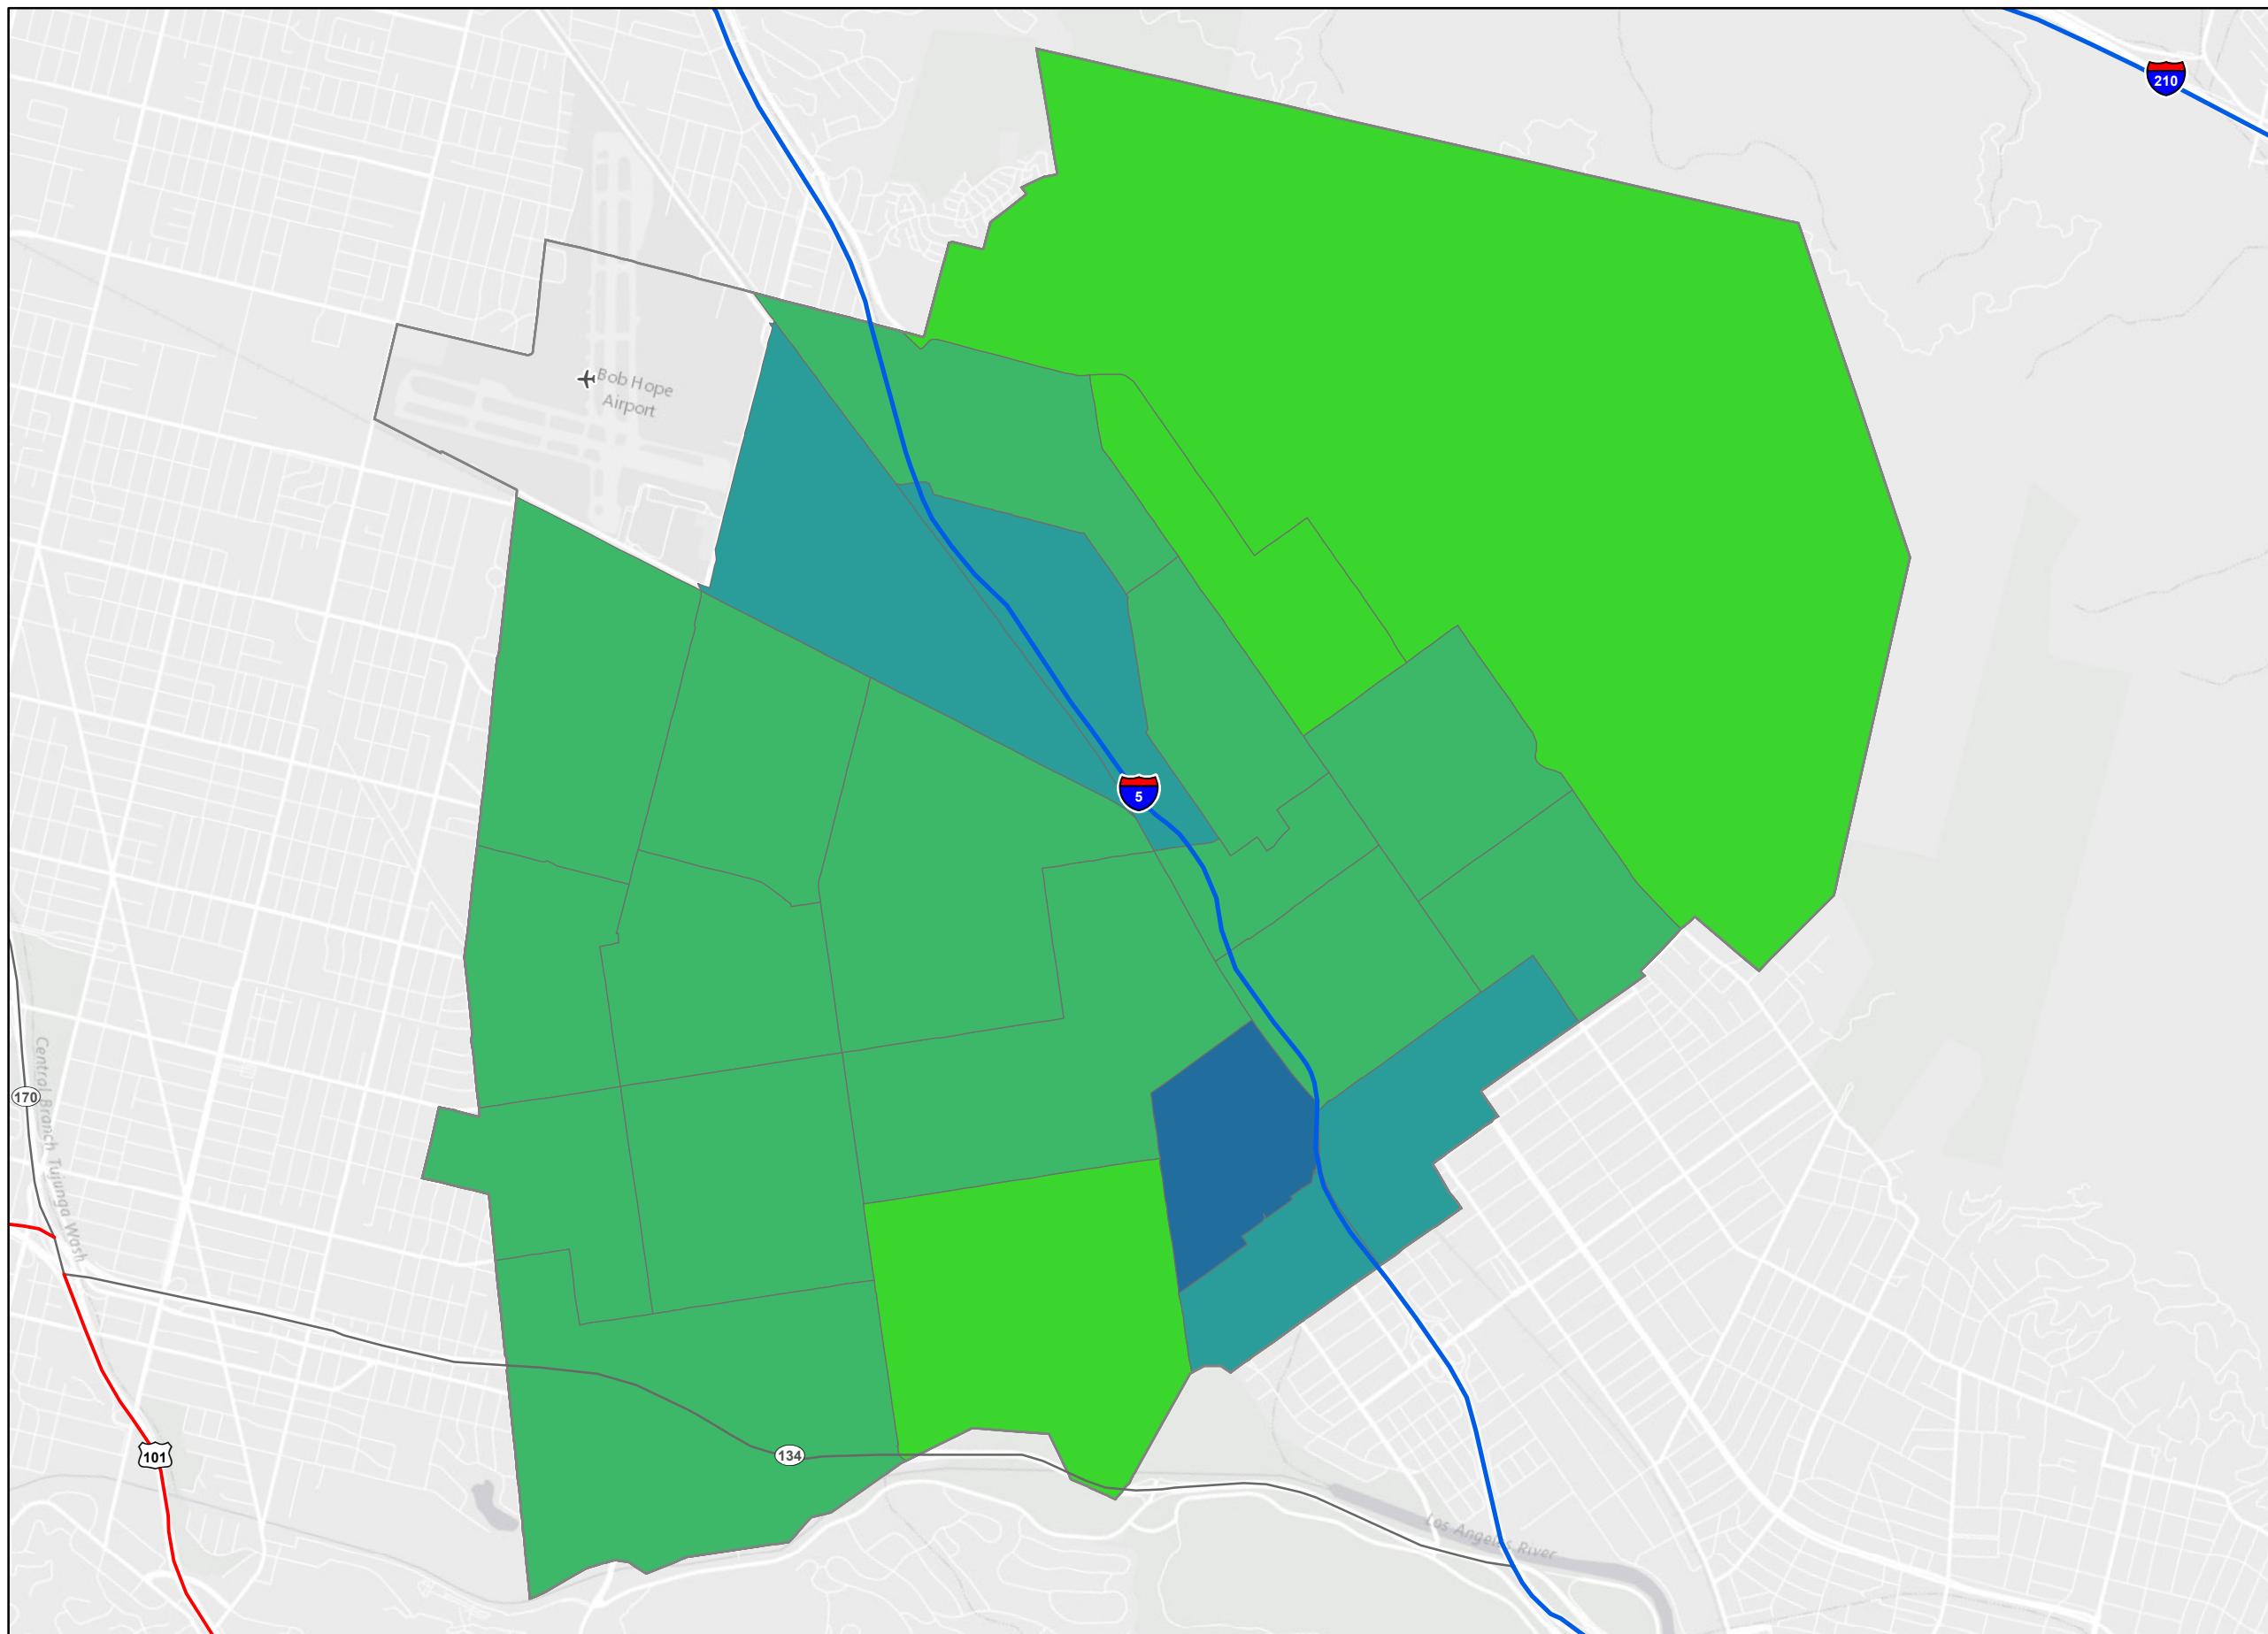 210
Bob Hope
Airport
5
Central Branch Tujunga Wash
170
134
101
Los Angeles River